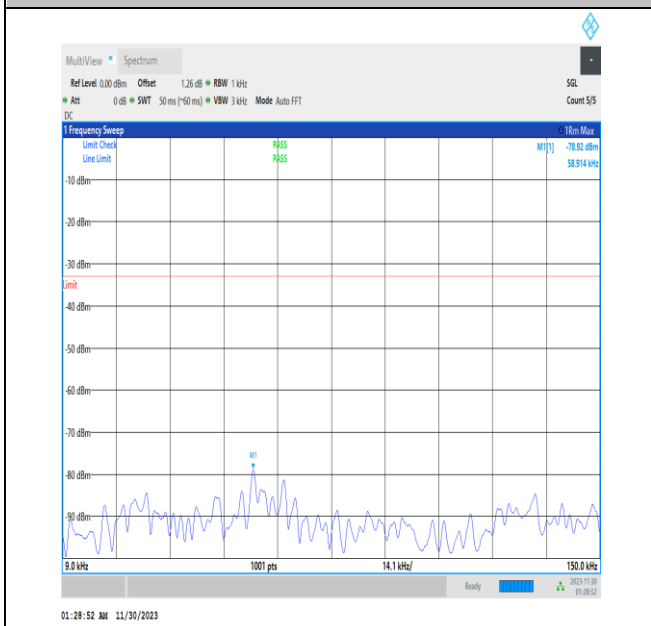 MultiView Spectrum
Ref Level 0.00 dBm Offset 1.26 dB RBW 1 kHz SGL
Att 0 dB SWT 50 ms (~60 ms) VBW 3 kHz Mode Auto FFT Count 5/5
DC
1 Frequency Sweep 1Rm Max
Limit Check PASS M1[1] -78.92 dBm
Line Limit PASS 58.914 kHz
-10 dBm
-20 dBm
-30 dBm
Limit
-40 dBm
-50 dBm
-60 dBm
-70 dBm
M1
-80 dBm
-90 dBm
9.0 kHz 1001 pts 14.1 kHz/ 150.0 kHz
Ready 2023-11-30
01:28:52
01:28:52 AM 11/30/2023